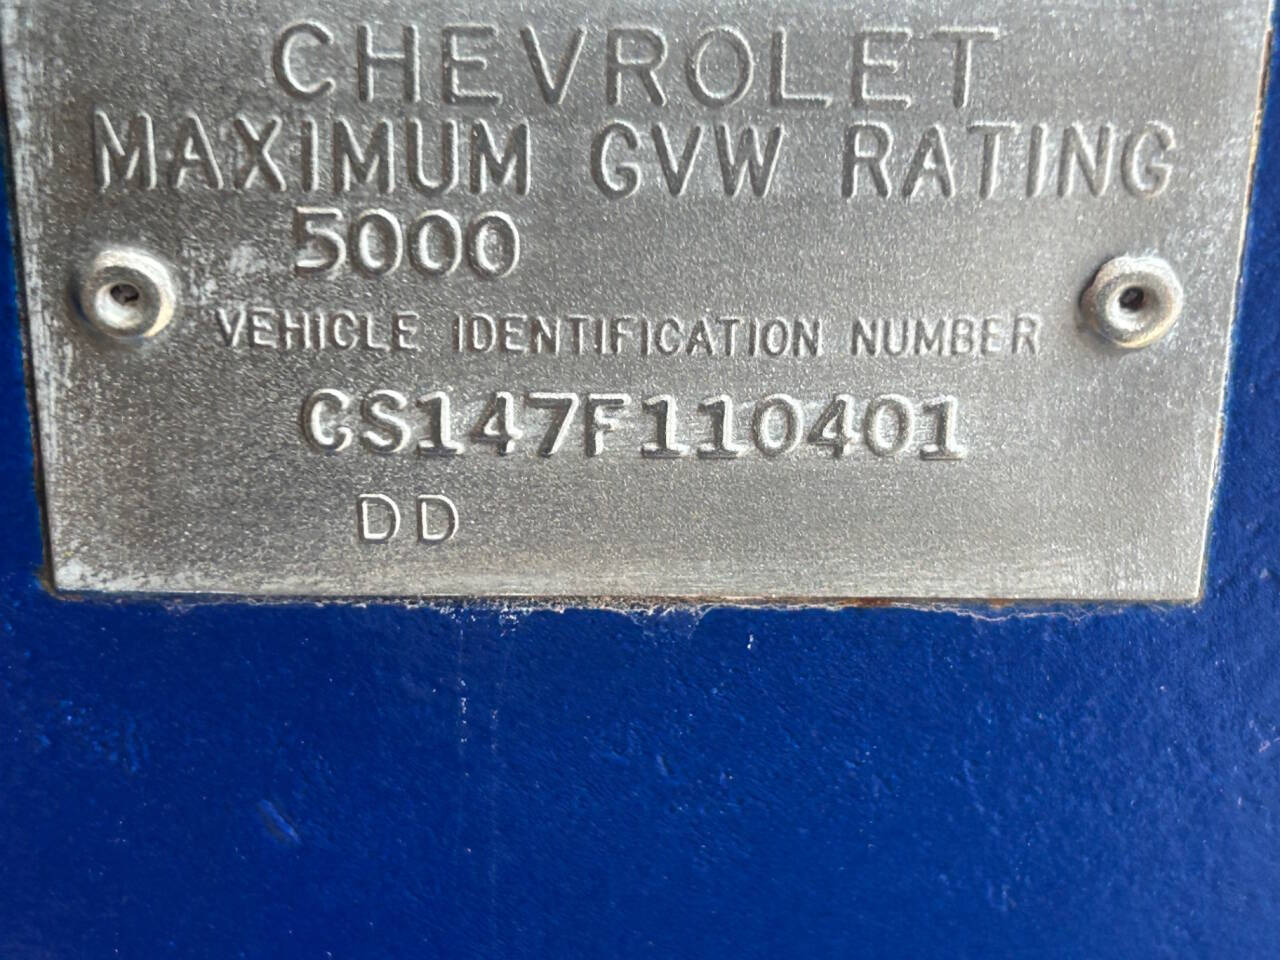 CHEVROLET
MAXIMUM GVW RATING
5000
VEHICLE IDENTIFICATION NUMBER
CS147F110401
DD